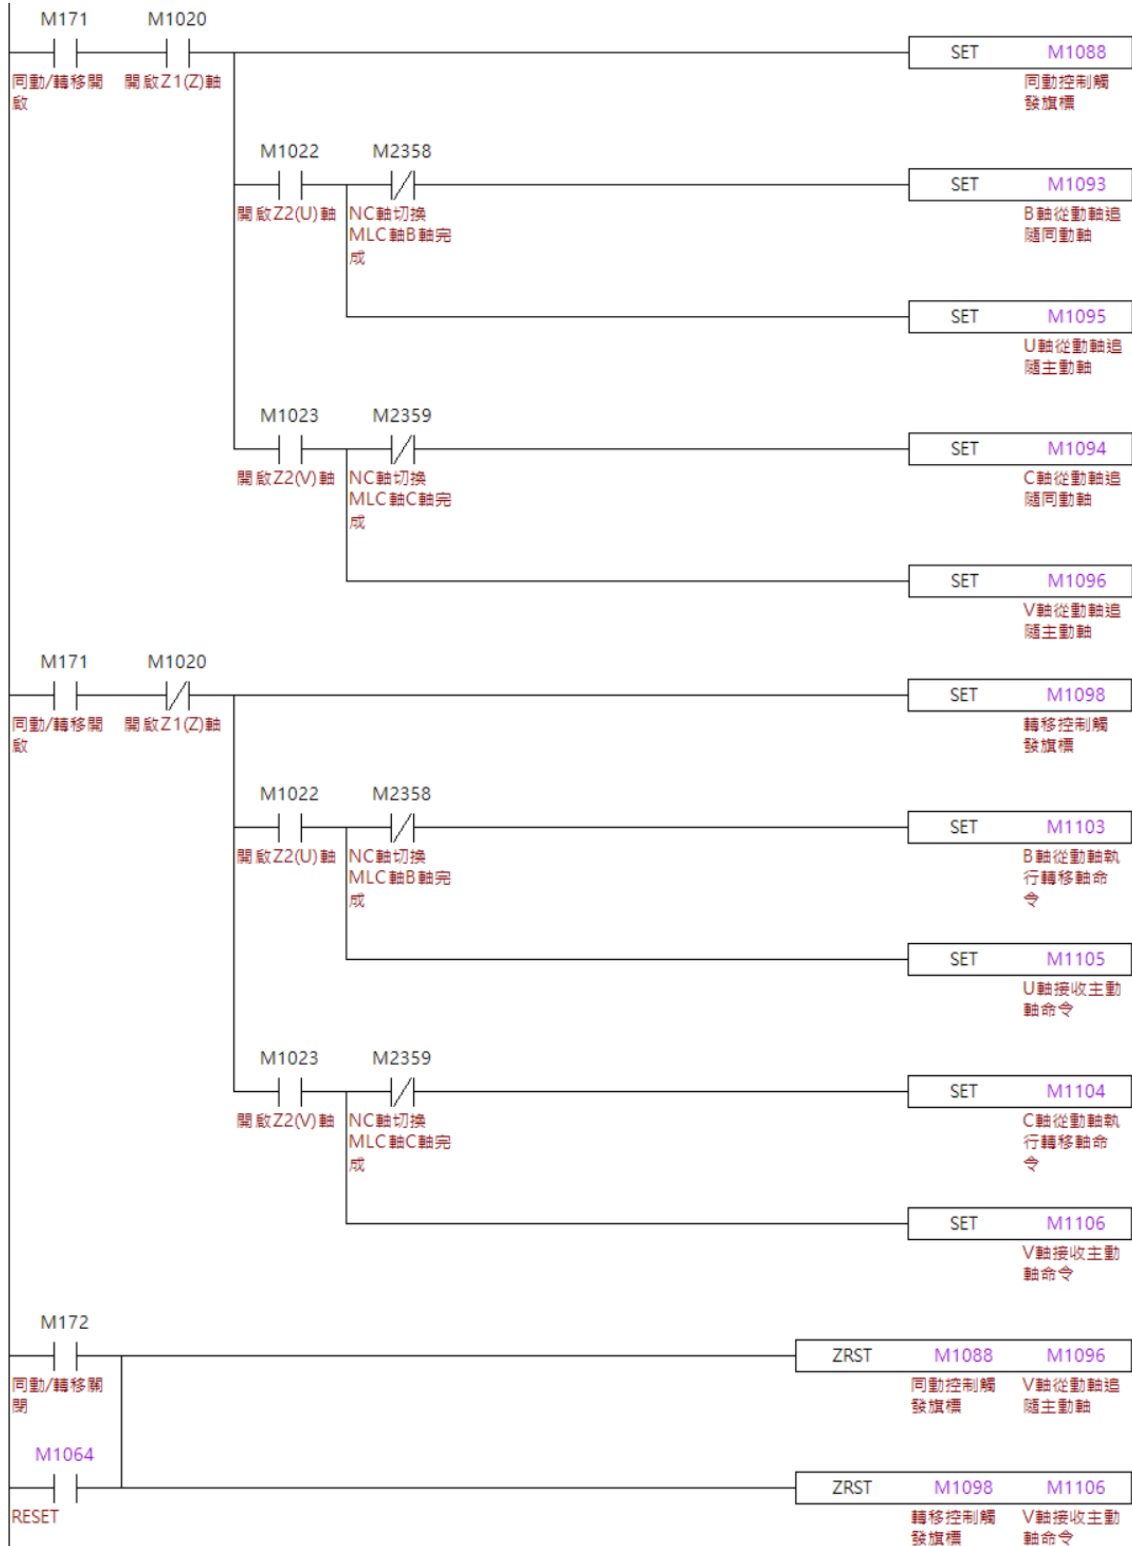 M171 M1020
SET M1088
同動/轉移開 開啟Z1(Z)軸 同動控制觸
啟 發旗標
M1022 M2358
SET M1093
開啟Z2(U)軸 NC軸切換 B軸從動軸追
MLC軸B軸完 隨同動軸
成
SET M1095
U軸從動軸追
隨主動軸
M1023 M2359
SET M1094
開啟Z2(V)軸 NC軸切換 C軸從動軸追
MLC軸C軸完 隨同動軸
成
SET M1096
V軸從動軸追
隨主動軸
M171 M1020
SET M1098
同動/轉移開 開啟Z1(Z)軸 轉移控制觸
啟 發旗標
M1022 M2358
SET M1103
開啟Z2(U)軸 NC軸切換 B軸從動軸執
MLC軸B軸完 行轉移軸命
成 令
SET M1105
U軸接收主動
軸命令
M1023 M2359
SET M1104
開啟Z2(V)軸 NC軸切換 C軸從動軸執
MLC軸C軸完 行轉移軸命
成 令
SET M1106
V軸接收主動
軸命令
M172
ZRST M1088 M1096
同動/轉移關 同動控制觸 V軸從動軸追
閉 發旗標 隨主動軸
M1064
ZRST M1098 M1106
RESET 轉移控制觸 V軸接收主動
發旗標 軸命令